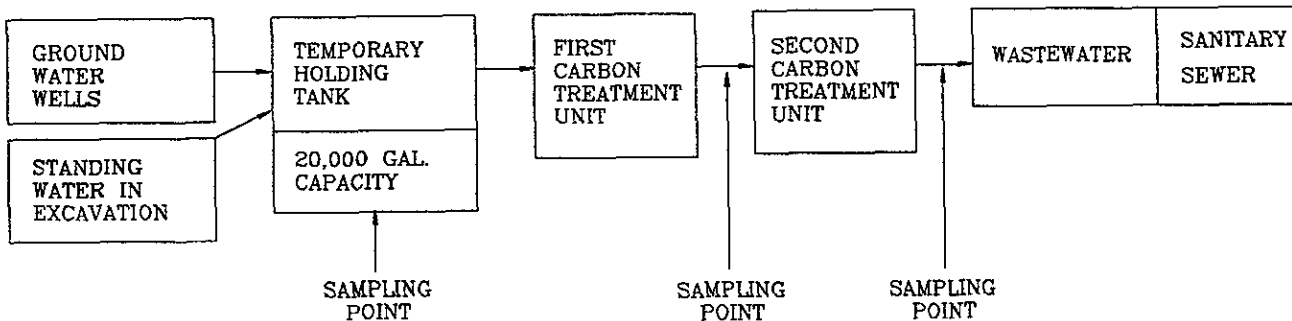 GROUND
WATER
WELLS
STANDING
WATER IN
EXCAVATION
TEMPORARY
HOLDING
TANK
20,000 GAL.
CAPACITY
FIRST
CARBON
TREATMENT
UNIT
SECOND
CARBON
TREATMENT
UNIT
WASTEWATER
SANITARY
SEWER
SAMPLING
POINT
SAMPLING
POINT
SAMPLING
POINT